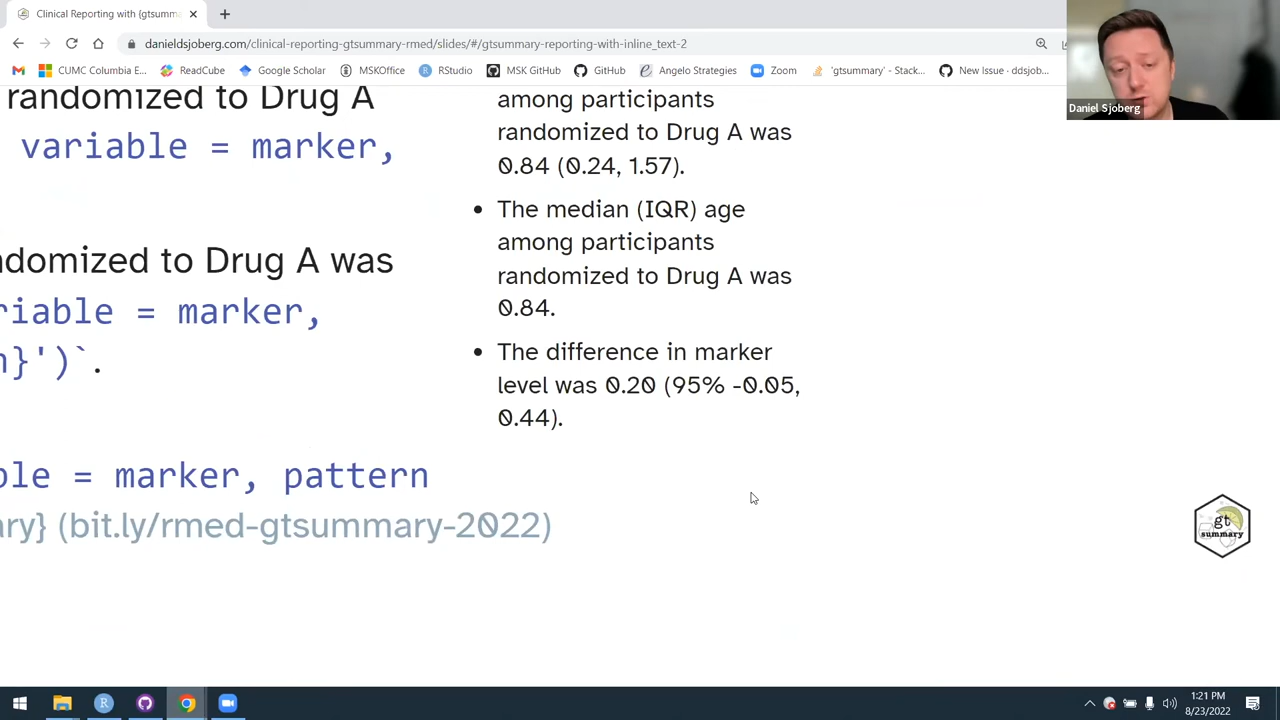 Clinical Reporting with {gtsumm
danieldsjoberg.com/clinical-reporting-gtsummary-rmed/slides/#/gtsummary-reporting-with-inline_text-2
CUMC Columbia E...
ReadCube
Google Scholar
MSKOffice
RStudio
MSK GitHub
GitHub
Angelo Strategies
Zoom
'gtsummary' - Stack...
New Issue · ddsjob...
Daniel Sjoberg
randomized to Drug A
variable = marker,
ndomized to Drug A was
riable = marker,
n}')`.
ble = marker, pattern
ary} (bit.ly/rmed-gtsummary-2022)
among participants
randomized to Drug A was
0.84 (0.24, 1.57).
• The median (IQR) age
among participants
randomized to Drug A was
0.84.
• The difference in marker
level was 0.20 (95% -0.05,
0.44).
gt
summary
1:21 PM
8/23/2022